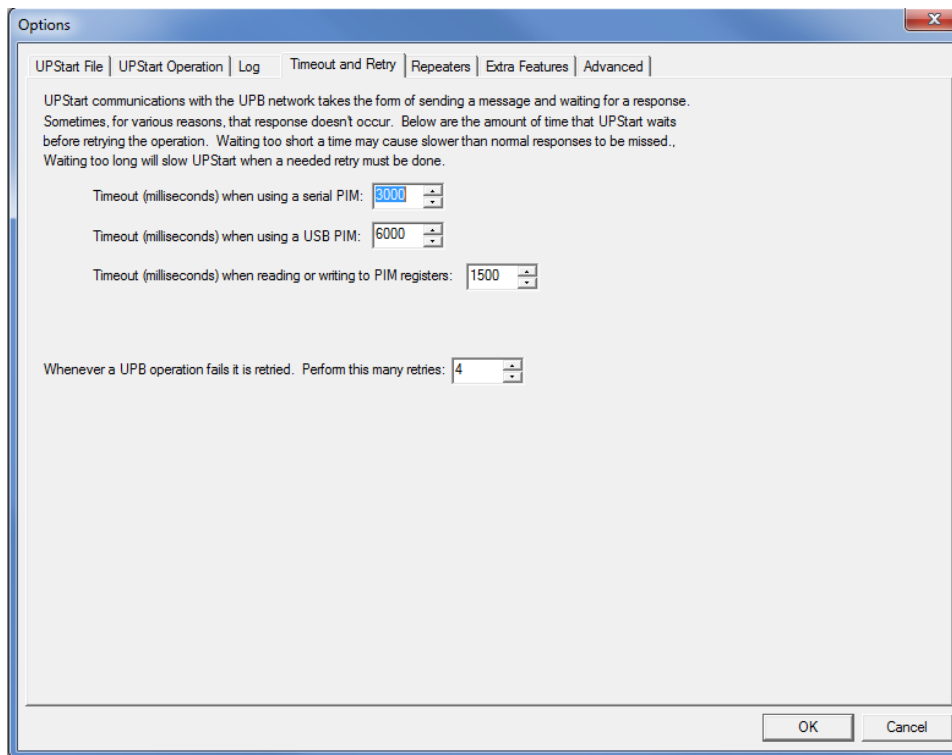 Options
UPStart File UPStart Operation Log Timeout and Retry Repeaters Extra Features Advanced
UPStart communications with the UPB network takes the form of sending a message and waiting for a response.
Sometimes, for various reasons, that response doesn't occur. Below are the amount of time that UPStart waits
before retrying the operation. Waiting too short a time may cause slower than normal responses to be missed.,
Waiting too long will slow UPStart when a needed retry must be done.
Timeout (milliseconds) when using a serial PIM: 3000
Timeout (milliseconds) when using a USB PIM: 6000
Timeout (milliseconds) when reading or writing to PIM registers: 1500
Whenever a UPB operation fails it is retried. Perform this many retries: 4
OK Cancel